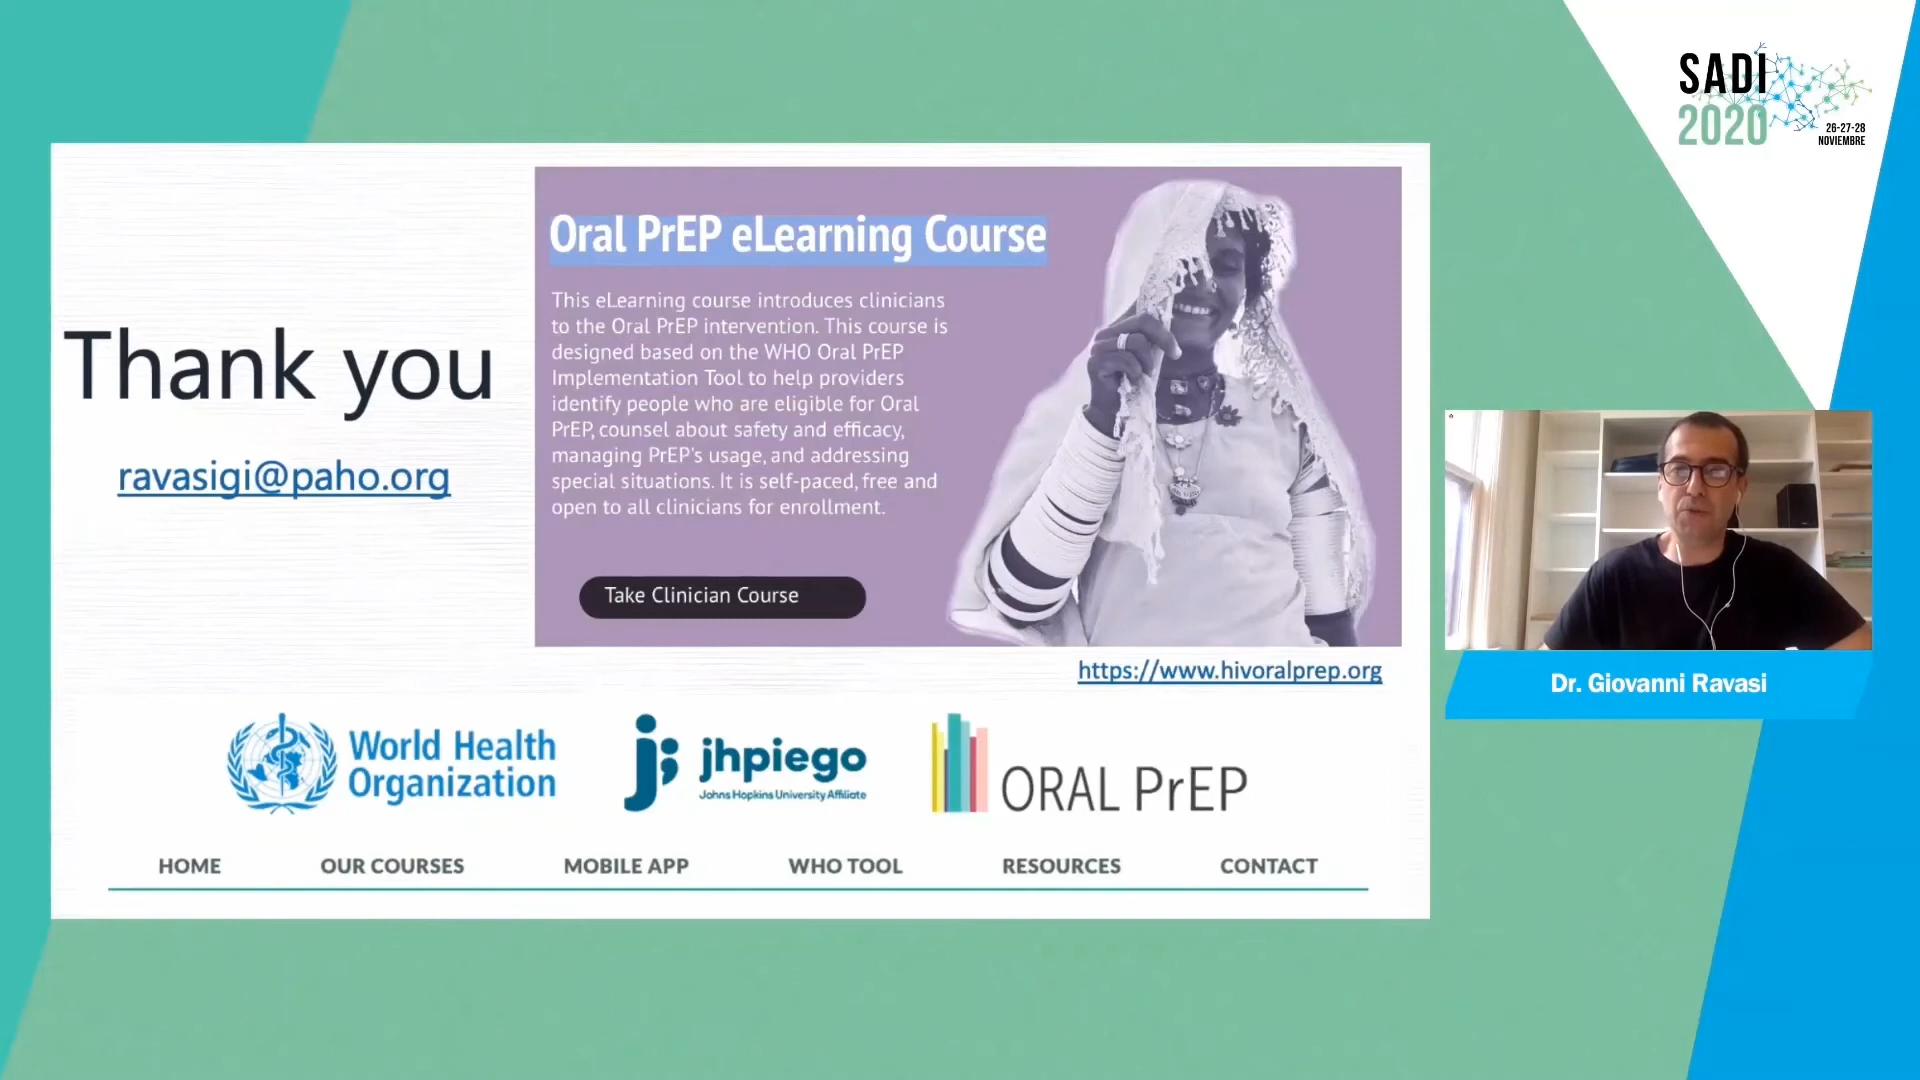 SADI
2020
26-27-28
NOVIEMBRE
Thank you
ravasigi@paho.org
Oral PrEP eLearning Course
This eLearning course introduces clinicians
to the Oral PrEP intervention. This course is
designed based on the WHO Oral PrEP
Implementation Tool to help providers
identify people who are eligible for Oral
PrEP, counsel about safety and efficacy,
managing PrEP's usage, and addressing
special situations. It is self-paced, free and
open to all clinicians for enrollment.
Take Clinician Course
https://www.hivoralprep.org
Dr. Giovanni Ravasi
World Health
Organization
jhpiego
Johns Hopkins University Affiliate
ORAL PrEP
HOME OUR COURSES MOBILE APP WHO TOOL RESOURCES CONTACT